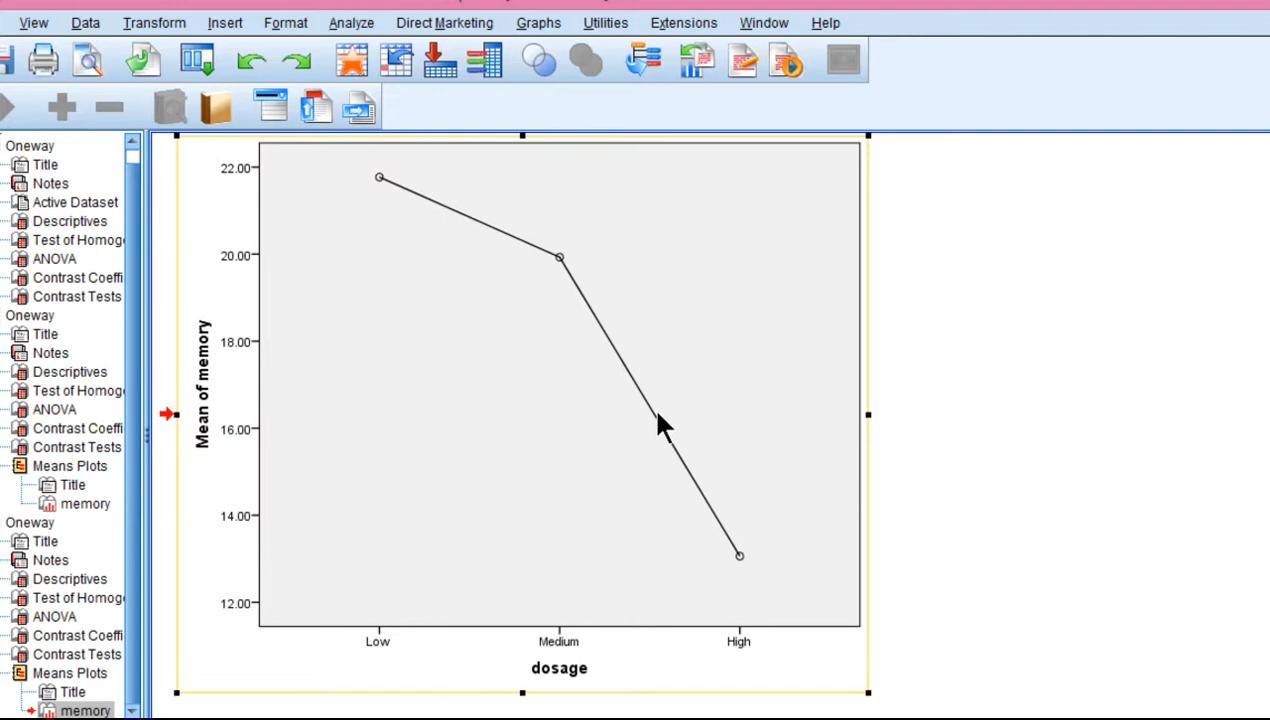 View Data Transform Insert Format Analyze Direct Marketing Graphs Utilities Extensions Window Help
Oneway
Title
Notes
Active Dataset
Descriptives
Test of Homog
ANOVA
Contrast Coeffi
Contrast Tests
Oneway
Title
Notes
Descriptives
Test of Homog
ANOVA
Contrast Coeffi
Contrast Tests
Means Plots
Title
memory
Oneway
Title
Notes
Descriptives
Test of Homog
ANOVA
Contrast Coeffi
Contrast Tests
Means Plots
Title
memory
Mean of memory
22.00
20.00
18.00
16.00
14.00
12.00
Low Medium High
dosage